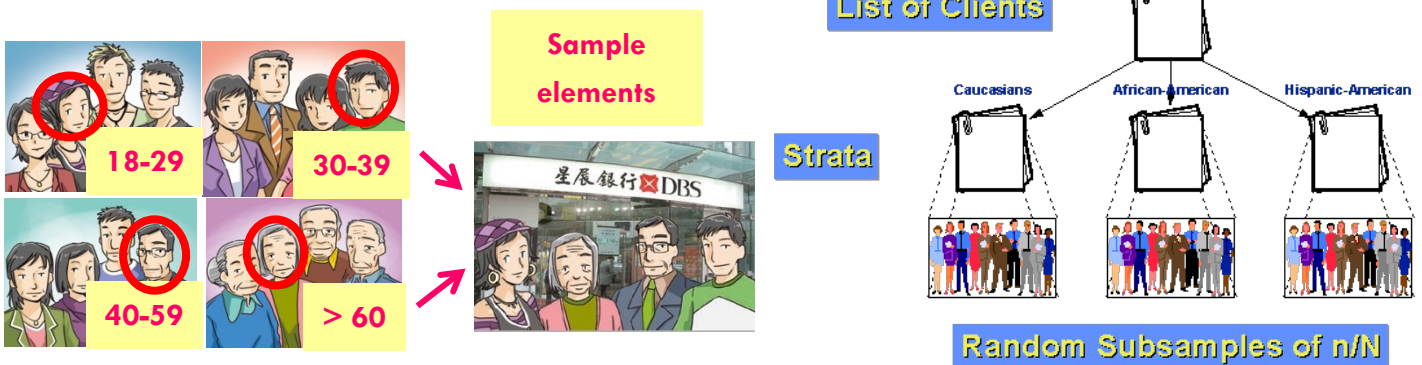 Sample
elements
18-29
30-39
40-59
> 60
星辰銀行 DBS
List of Clients
Caucasians
African-American
Hispanic-American
Strata
Random Subsamples of n/N